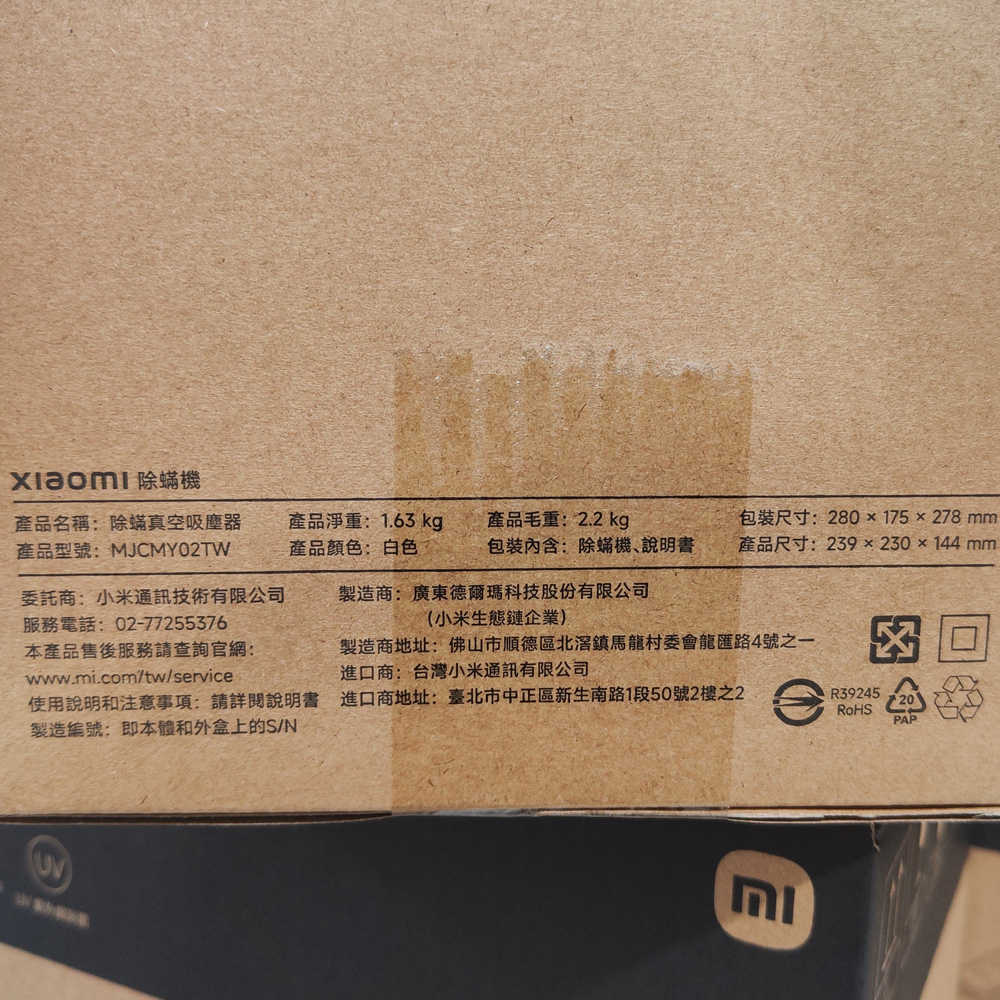 xiaomi 除蟎機
產品名稱：除蟎真空吸塵器 產品淨重：1.63 kg 產品毛重：2.2 kg 包裝尺寸：280 × 175 × 278 mm
產品型號：MJCMY02TW 產品顏色：白色 包裝內含：除蟎機、說明書 產品尺寸：239 × 230 × 144 mm
委託商：小米通訊技術有限公司
服務電話：02-77255376
本產品售後服務請查詢官網：
www.mi.com/tw/service
使用說明和注意事項：請詳閱說明書
製造編號：即本體和外盒上的S/N
製造商：廣東德爾瑪科技股份有限公司
(小米生態鏈企業)
製造商地址：佛山市順德區北滘鎮馬龍村委會龍匯路4號之一
進口商：台灣小米通訊有限公司
進口商地址：臺北市中正區新生南路1段50號2樓之2
R39245
RoHS
20
PAP
UV
mi